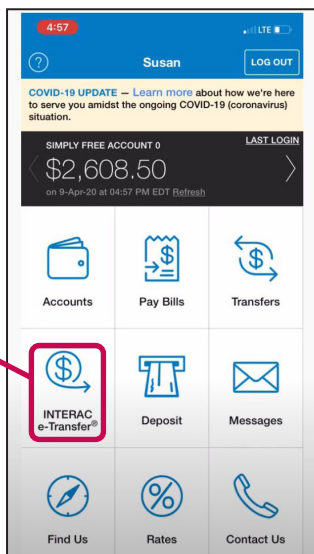 4:57
LTE
?
Susan
LOG OUT
COVID-19 UPDATE — Learn more about how we're here
to serve you amidst the ongoing COVID-19 (coronavirus)
situation.
SIMPLY FREE ACCOUNT 0
LAST LOGIN
$2,608.50
on 9-Apr-20 at 04:57 PM EDT Refresh
Accounts
Pay Bills
Transfers
INTERAC
e-Transfer®
Deposit
Messages
Find Us
Rates
Contact Us